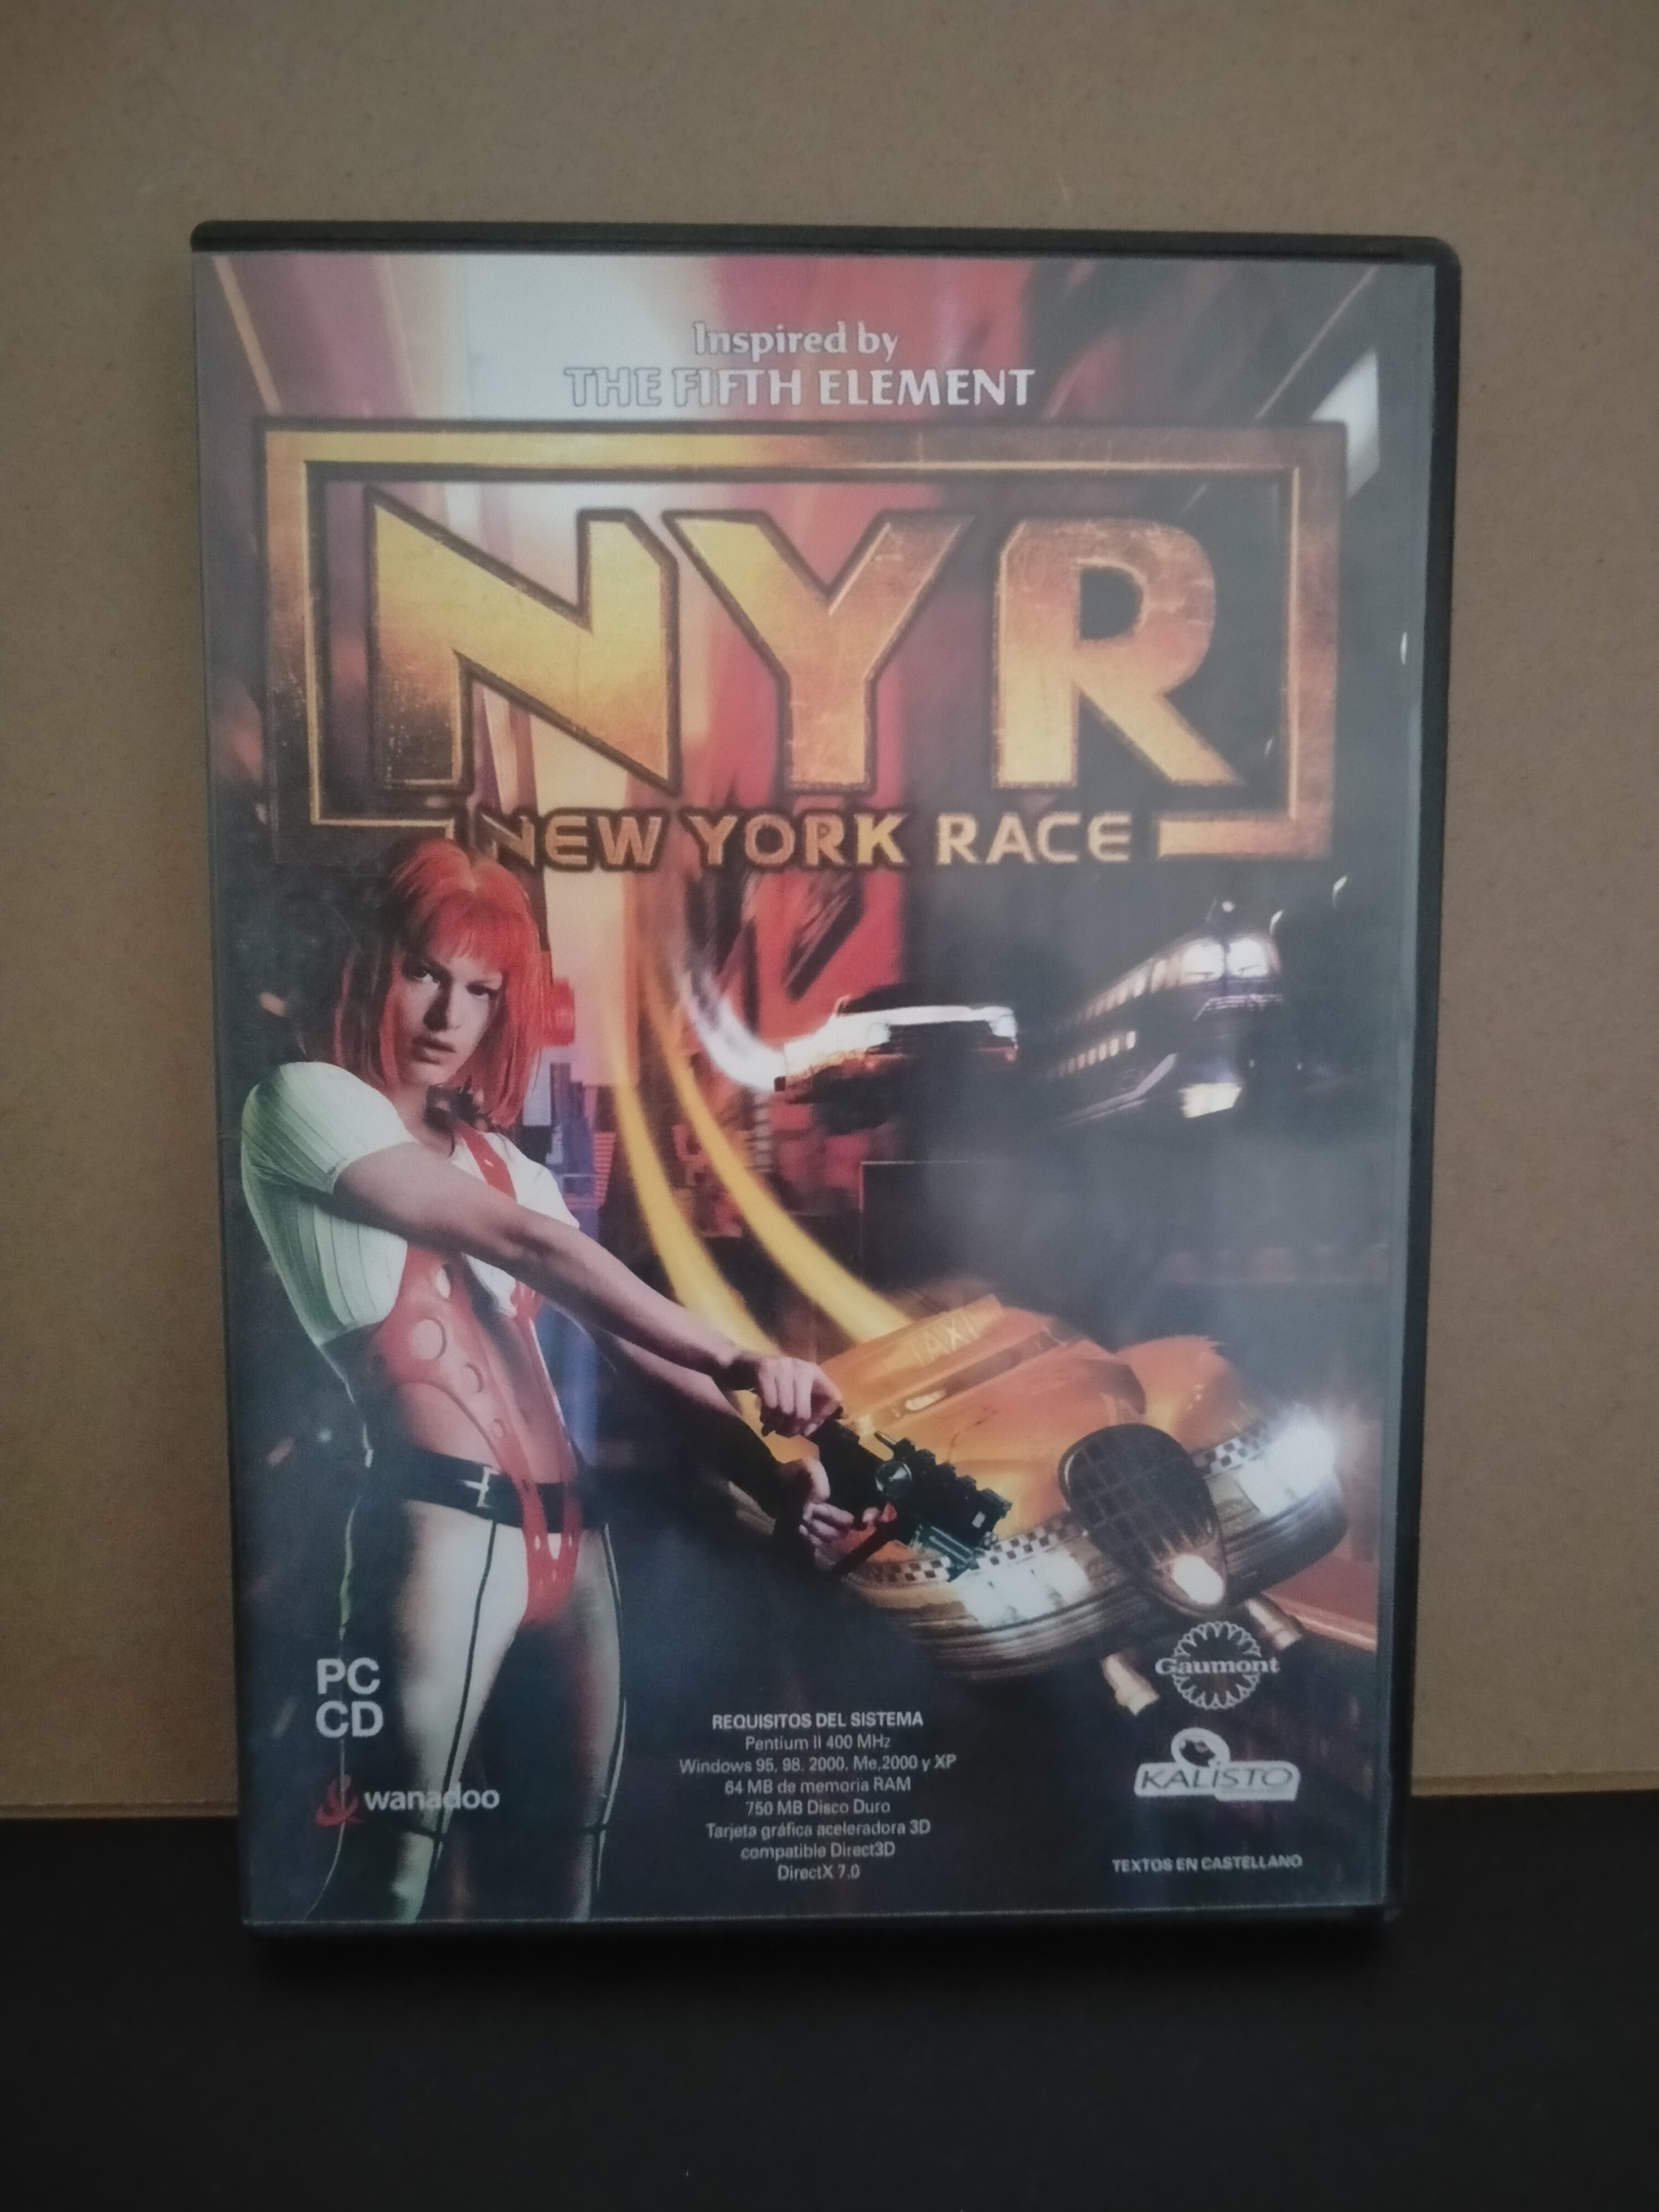 Inspired by
THE FIFTH ELEMENT
NYR
NEW YORK RACE
TAXI
PC
CD
wanadoo
REQUISITOS DEL SISTEMA
Pentium II 400 MHz
Windows 95, 98, 2000, Me,2000 y XP
64 MB de memoria RAM
750 MB Disco Duro
Tarjeta gráfica aceleradora 3D
compatible Direct3D
DirectX 7.0
Gaumont
KALISTO
TEXTOS EN CASTELLANO